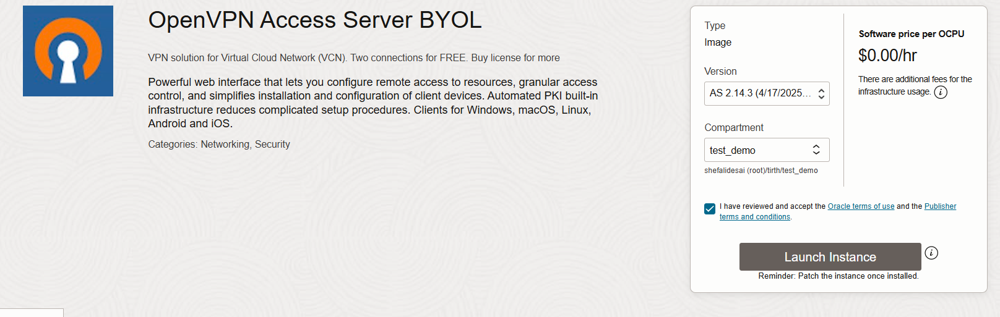 OpenVPN Access Server BYOL
VPN solution for Virtual Cloud Network (VCN). Two connections for FREE. Buy license for more
Powerful web interface that lets you configure remote access to resources, granular access
control, and simplifies installation and configuration of client devices. Automated PKI built-in
infrastructure reduces complicated setup procedures. Clients for Windows, macOS, Linux,
Android and iOS.
Categories: Networking, Security
Type
Image
Version
AS 2.14.3 (4/17/2025...
Compartment
test_demo
shefalidesai (root)/tirth/test_demo
Software price per OCPU
$0.00/hr
There are additional fees for the
infrastructure usage.
I have reviewed and accept the Oracle terms of use and the Publisher
terms and conditions.
Launch Instance
Reminder: Patch the instance once installed.